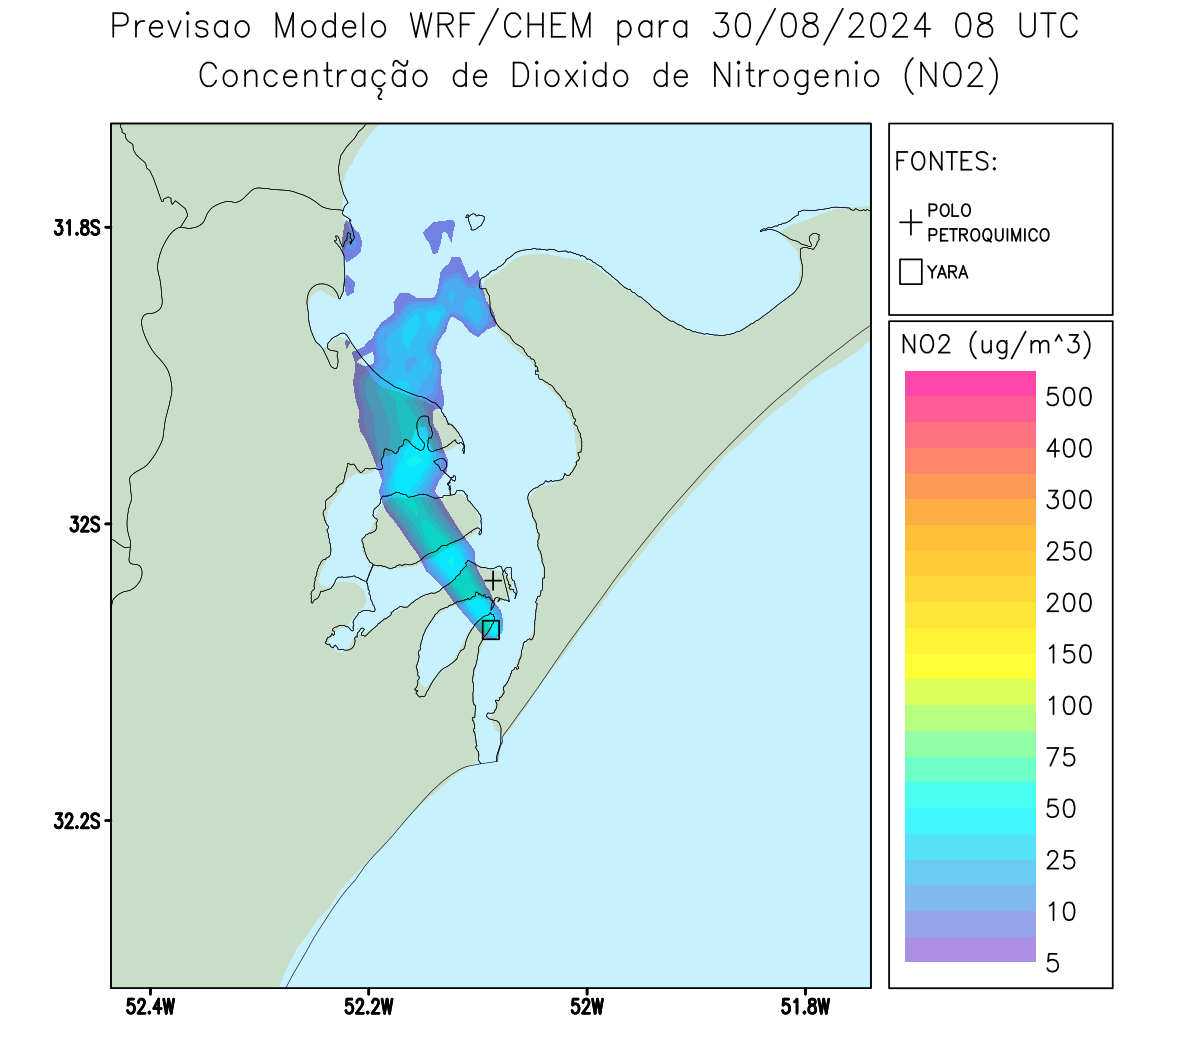 Previsao Modelo WRF/CHEM para 30/08/2024 08 UTC
Concentração de Dioxido de Nitrogenio (NO2)
FONTES:
POLO
PETROQUIMICO
YARA
NO2 (ug/m^3)
500
400
300
250
200
150
100
75
50
25
10
5
31.8S
32S
32.2S
52.4W
52.2W
52W
51.8W